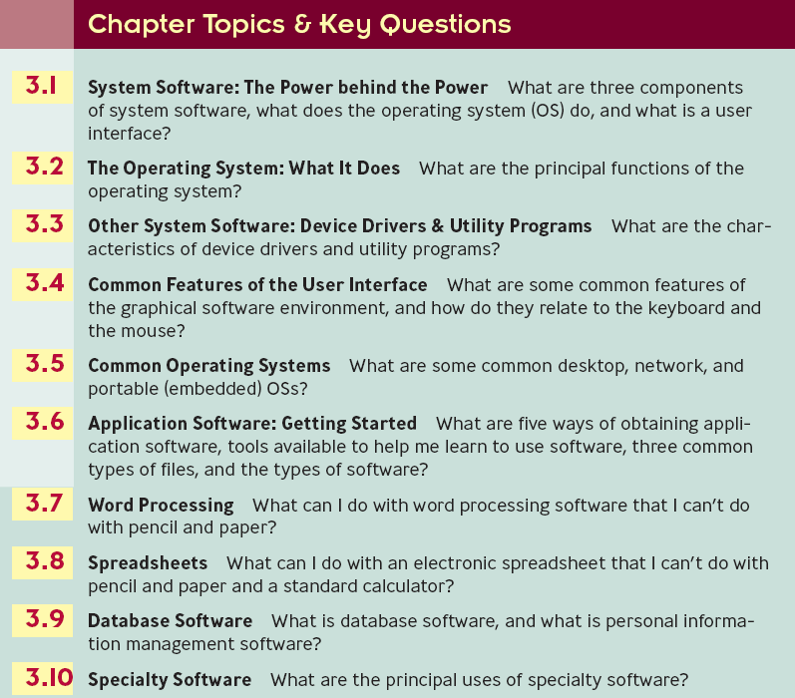 Chapter Topics & Key Questions
3.1 System Software: The Power behind the Power What are three components
of system software, what does the operating system (OS) do, and what is a user
interface?
3.2 The Operating System: What It Does What are the principal functions of the
operating system?
3.3 Other System Software: Device Drivers & Utility Programs What are the char-
acteristics of device drivers and utility programs?
3.4 Common Features of the User Interface What are some common features of
the graphical software environment, and how do they relate to the keyboard and
the mouse?
3.5 Common Operating Systems What are some common desktop, network, and
portable (embedded) OSs?
3.6 Application Software: Getting Started What are five ways of obtaining appli-
cation software, tools available to help me learn to use software, three common
types of files, and the types of software?
3.7 Word Processing What can I do with word processing software that I can't do
with pencil and paper?
3.8 Spreadsheets What can I do with an electronic spreadsheet that I can't do with
pencil and paper and a standard calculator?
3.9 Database Software What is database software, and what is personal informa-
tion management software?
3.10 Specialty Software What are the principal uses of specialty software?